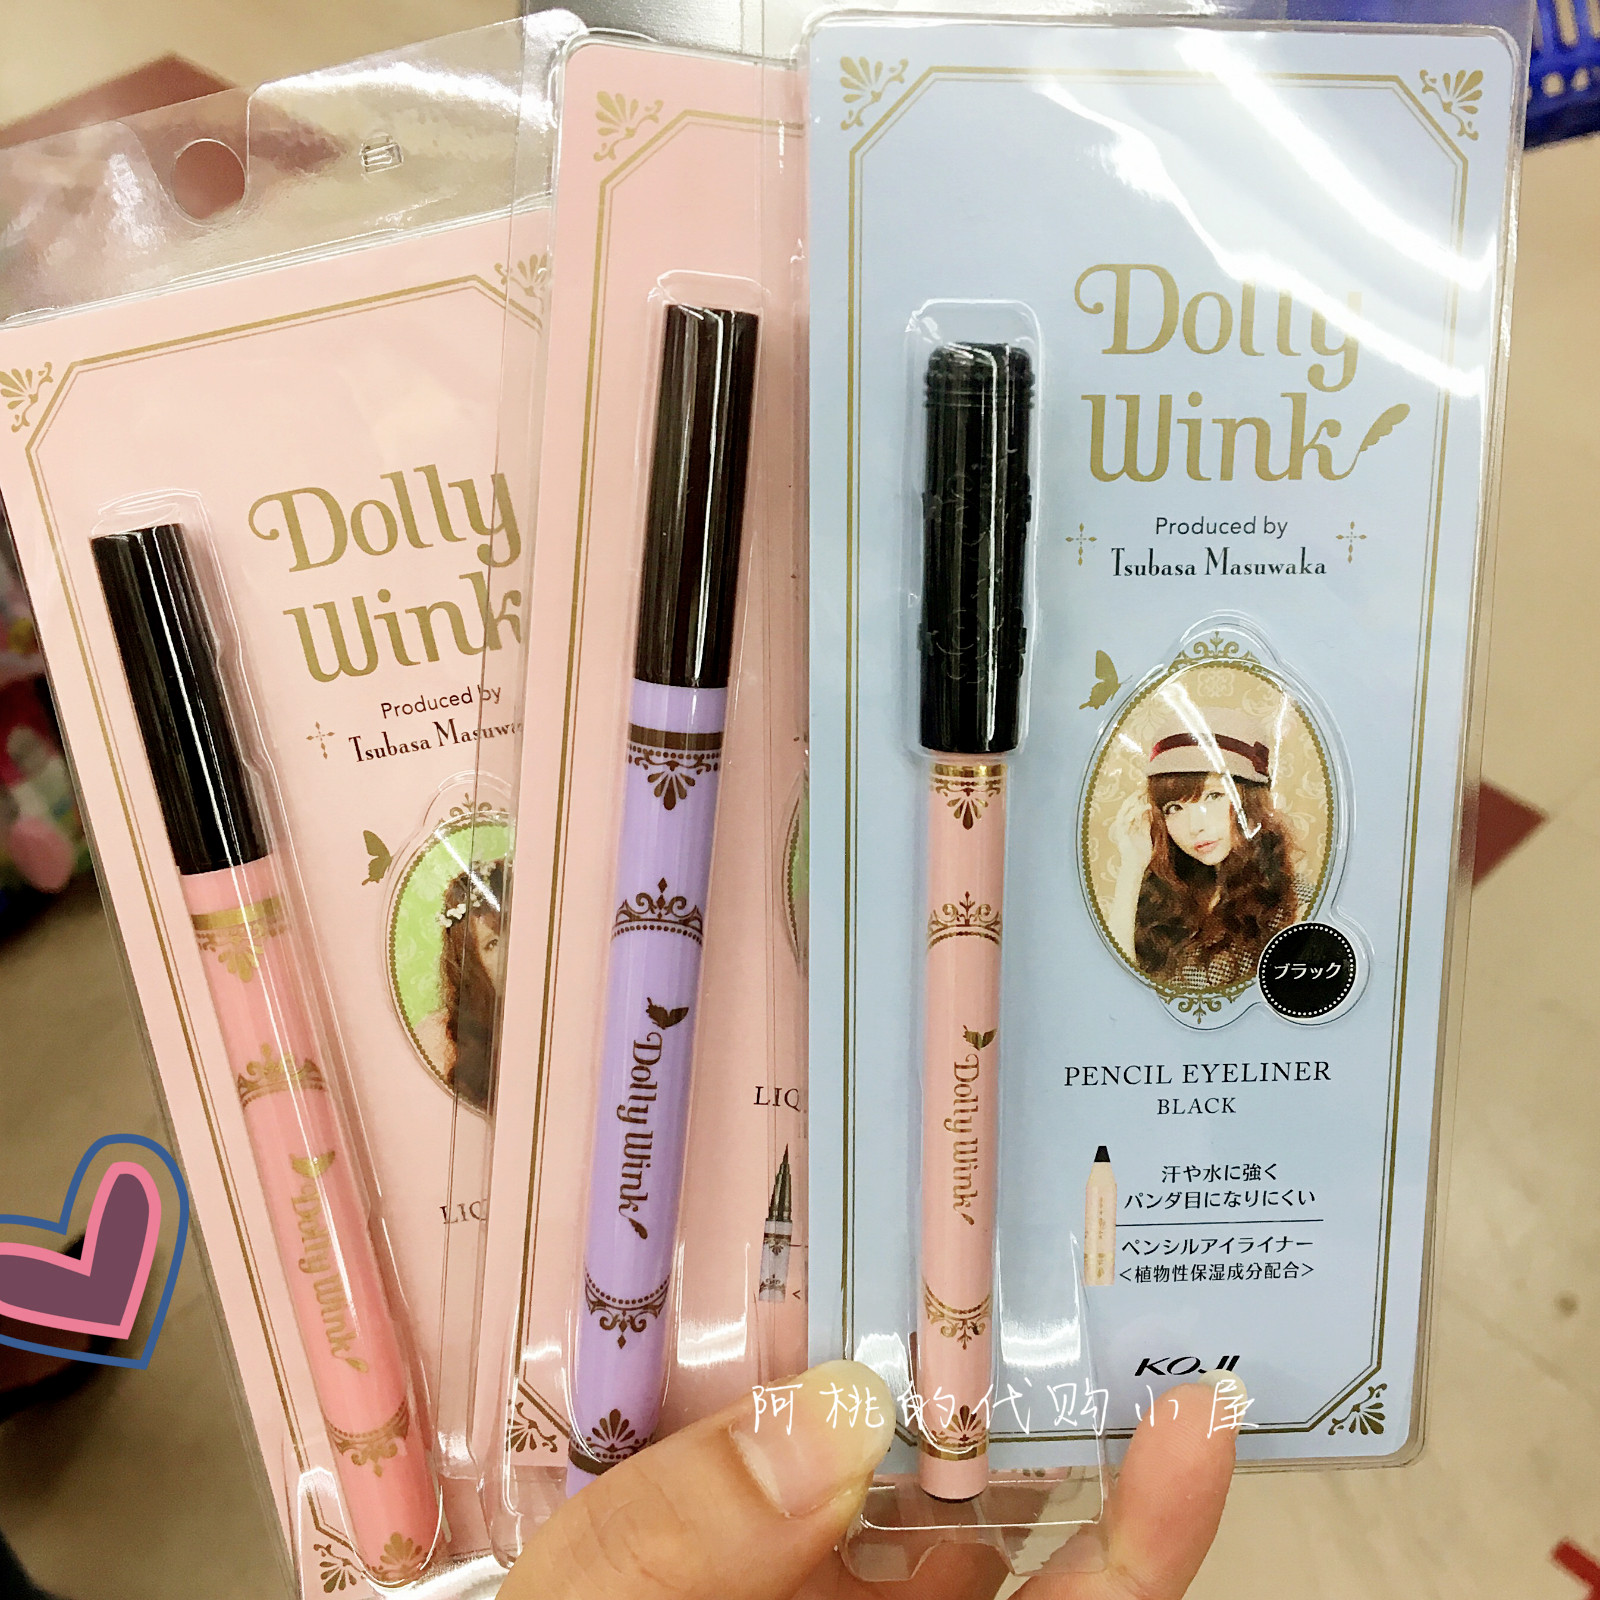 Dolly
Wink
Produced by
Tsubasa Masuw
LIQ
Dolly Wink
Dolly Wink
LIQ
Dolly
Wink
Produced by
Tsubasa Masuwaka
ブラック
PENCIL EYELINER
BLACK
汗や水に強く
パンダ目になりにくい
ペンシルアイライナー
<植物性保湿成分配合>
KOJI
Dolly Wink
阿桃的代购小屋